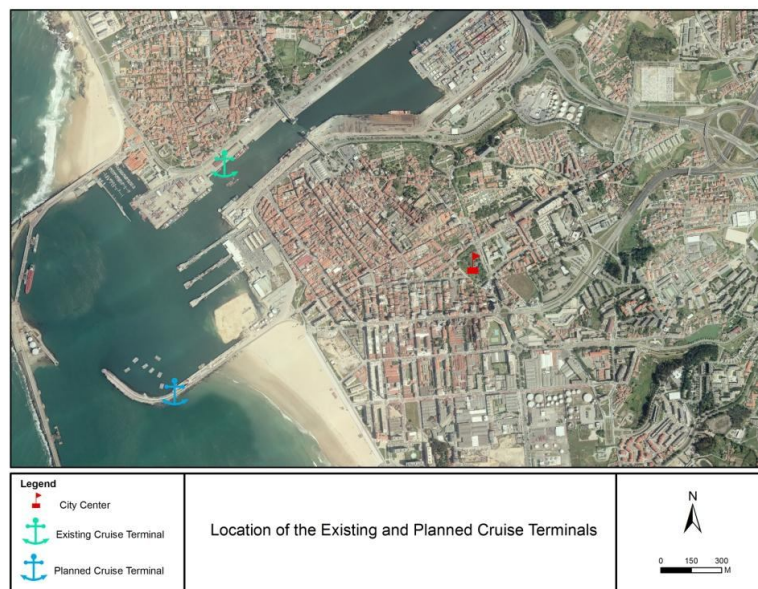 Legend
City Center
Existing Cruise Terminal
Planned Cruise Terminal
Location of the Existing and Planned Cruise Terminals
N
0 150 300
M